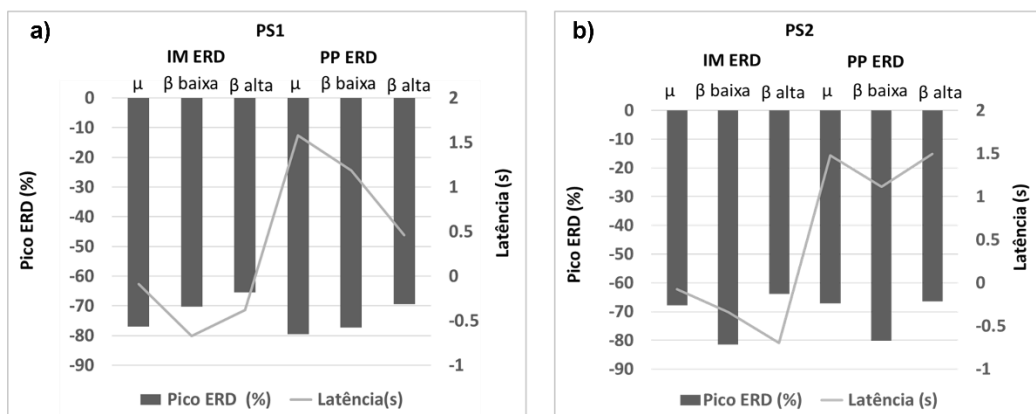 a)
PS1
IM ERD PP ERD
μ β baixa β alta μ β baixa β alta
0
-10
-20
-30
-40
-50
-60
-70
-80
-90
Pico ERD (%)
2
1.5
1
0.5
0
-0.5
-1
Latência (s)
Pico ERD (%) Latência(s)
b)
PS2
IM ERD PP ERD
μ β baixa β alta μ β baixa β alta
0
-10
-20
-30
-40
-50
-60
-70
-80
-90
Pico ERD (%)
2
1.5
1
0.5
0
-0.5
-1
Latência (s)
Pico ERD (%) Latência (s)